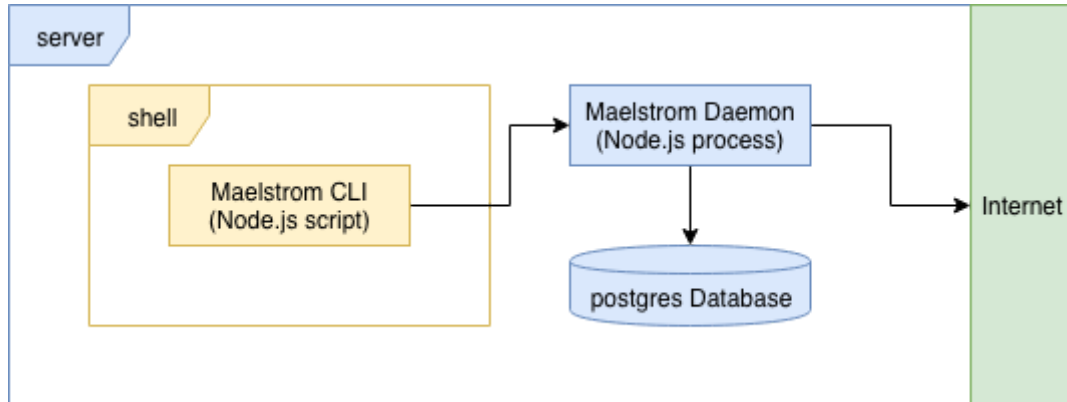 server
shell
Maelstrom CLI
(Node.js script)
Maelstrom Daemon
(Node.js process)
postgres Database
Internet